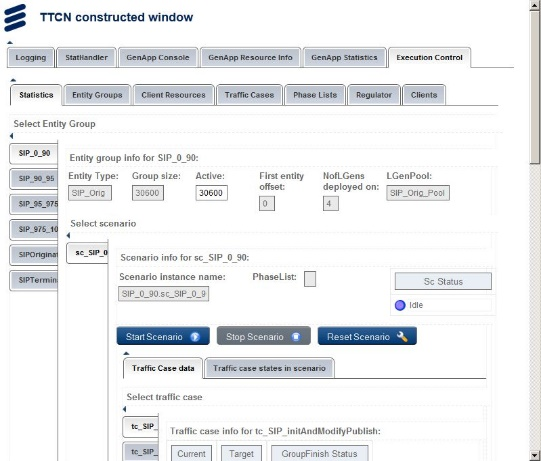 TTCN constructed window
Logging StatHandler GenApp Console GenApp Resource Info GenApp Statistics Execution Control
Statistics Entity Groups Client Resources Traffic Cases Phase Lists Regulator Clients
Select Entity Group
SIP_0_90
SIP_90_95
SIP_95_975
SIP_975_10
SIPOriginat
SIPTermin
Entity group info for SIP_0_90:
Entity Type: Group size: Active: First entity offset: NofLGens deployed on: LGenPool:
SIP_Orig 30600 30600 0 4 SIP_Orig_Pool
Select scenario
sc_SIP_0
Scenario info for sc_SIP_0_90:
Scenario instance name: PhaseList:
SIP_0_90.sc_SIP_0_9
Sc Status
Idle
Start Scenario Stop Scenario Reset Scenario
Traffic Case data Traffic case states in scenario
Select traffic case
tc_SIP_
tc_SIP_
Traffic case info for tc_SIP_initAndModifyPublish:
Current Target GroupFinish Status